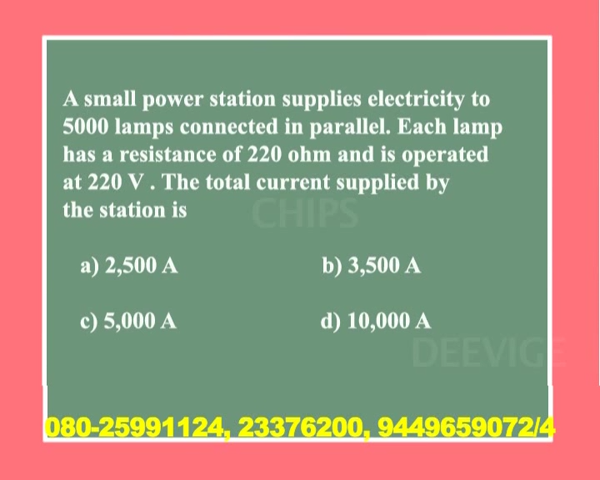 A small power station supplies electricity to
5000 lamps connected in parallel. Each lamp
has a resistance of 220 ohm and is operated
at 220 V . The total current supplied by
the station is
CHIPS
a) 2,500 A b) 3,500 A
c) 5,000 A d) 10,000 A
DEEVIGE
080-25991124, 23376200, 9449659072/4